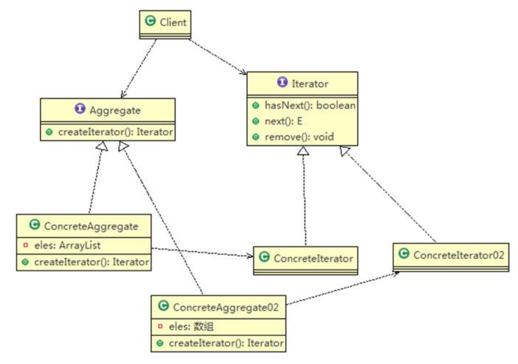 C Client
I Iterator
hasNext(): boolean
next(): E
remove(): void
I Aggregate
createIterator(): Iterator
C ConcreteAggregate
eles: ArrayList
createIterator(): Iterator
C ConcreteIterator
C ConcreteIterator02
C ConcreteAggregate02
eles: 数组
createIterator(): Iterator